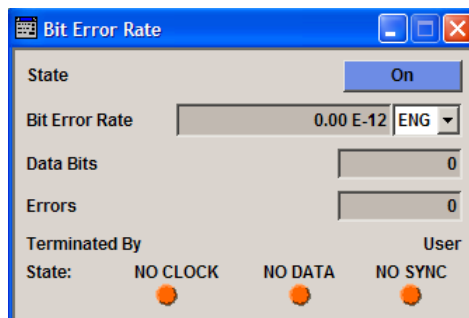 Bit Error Rate
State On
Bit Error Rate 0.00 E-12 ENG
Data Bits 0
Errors 0
Terminated By User
State: NO CLOCK NO DATA NO SYNC